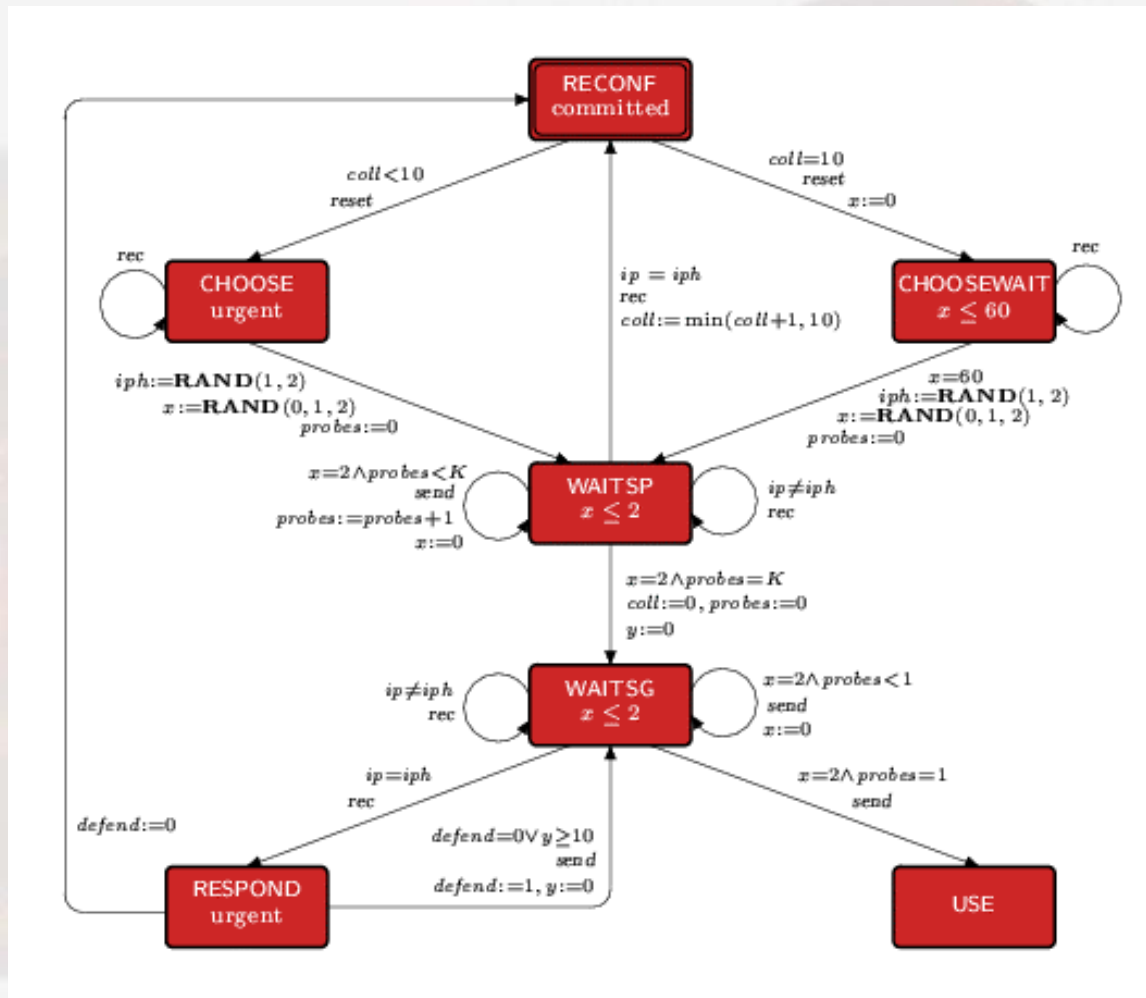 RECONF
committed
coll<10
reset
coll=10
reset
x:=0
rec
CHOOSE
urgent
ip = iph
rec
coll:=min(coll+1, 10)
rec
CHOOSEWAIT
x ≤ 60
iph:=RAND(1, 2)
x:=RAND(0, 1, 2)
probes:=0
x=60
iph:=RAND(1, 2)
x:=RAND(0, 1, 2)
probes:=0
x=2∧probes<K
send
probes:=probes+1
x:=0
WAITSP
x ≤ 2
ip≠iph
rec
x=2∧probes=K
coll:=0, probes:=0
y:=0
ip≠iph
rec
WAITSG
x ≤ 2
x=2∧probes<1
send
x:=0
ip=iph
rec
x=2∧probes=1
send
defend:=0
defend=0∨y≥10
send
defend:=1, y:=0
RESPOND
urgent
USE